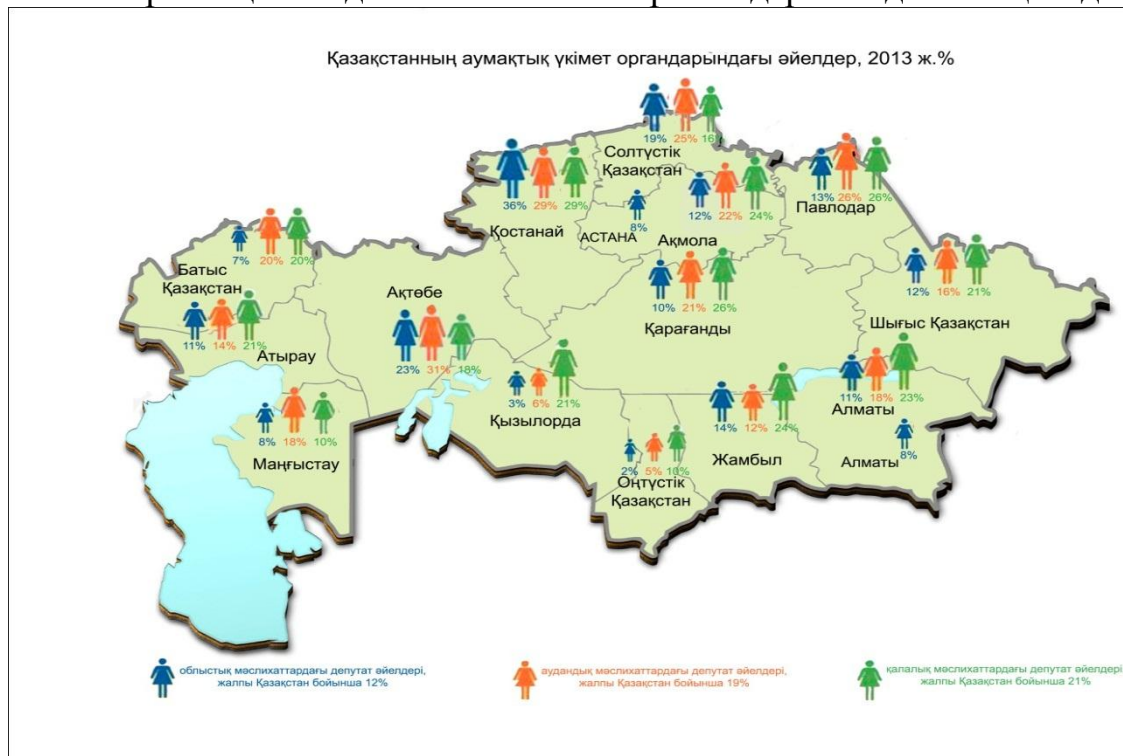 Қазақстанның аумақтық үкімет органдарындағы әйелдер, 2013 ж.%
19% 25% 16%
Солтүстік
Қазақстан
36% 29% 29%
Қостанай
8%
АСТАНА
12% 22% 24%
Ақмола
13% 26% 26%
Павлодар
7% 20% 20%
Батыс
Қазақстан
11% 14% 21%
Атырау
Ақтөбе
23% 31% 18%
10% 21% 26%
Қарағанды
12% 16% 21%
Шығыс Қазақстан
8% 18% 10%
Маңғыстау
3% 6% 21%
Қызылорда
2% 5% 10%
Оңтүстік
Қазақстан
14% 12% 24%
Жамбыл
11% 18% 23%
Алматы
8%
Алматы
облыстық мәслихаттардағы депутат әйелдері,
жалпы Қазақстан бойынша 12%
аудандық мәслихаттардағы депутат әйелдері,
жалпы Қазақстан бойынша 19%
қалалық мәслихаттардағы депутат әйелдері,
жалпы Қазақстан бойынша 21%